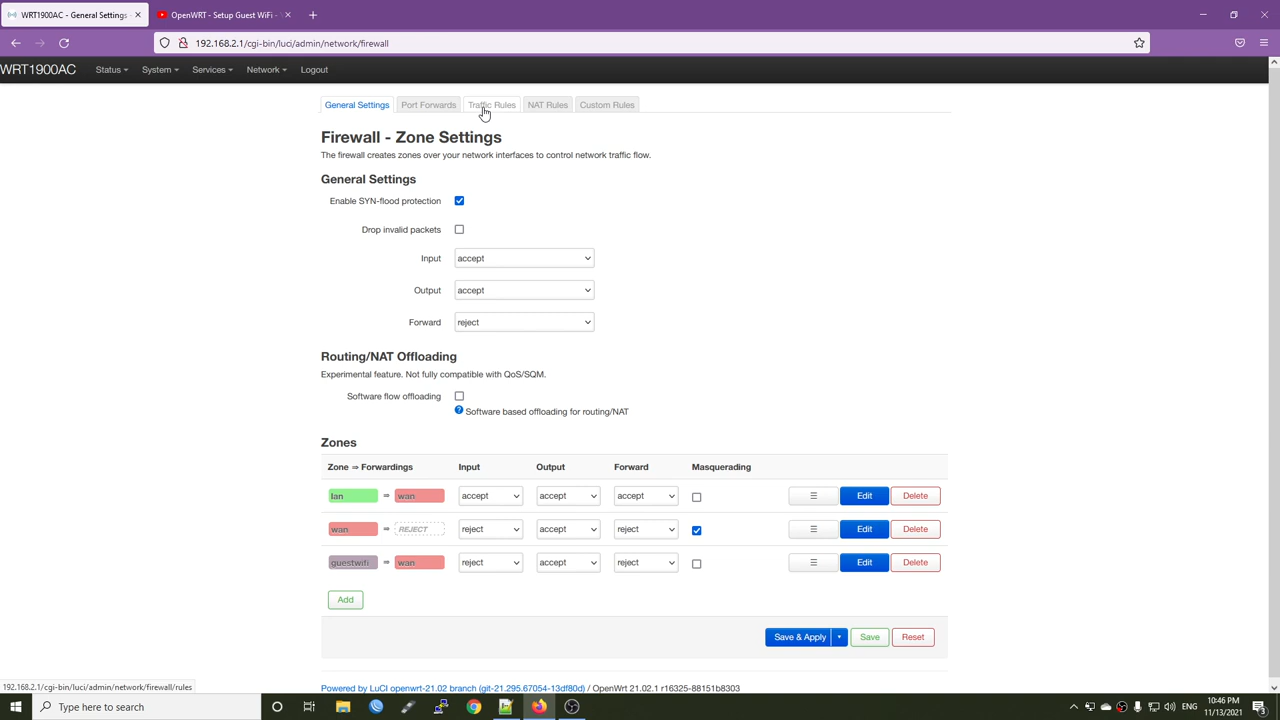 WRT1900AC - General Settings -
OpenWRT - Setup Guest WiFi -
192.168.2.1/cgi-bin/luci/admin/network/firewall
WRT1900AC Status System Services Network Logout
General Settings Port Forwards Traffic Rules NAT Rules Custom Rules
Firewall - Zone Settings
The firewall creates zones over your network interfaces to control network traffic flow.
General Settings
Enable SYN-flood protection
Drop invalid packets
Input accept
Output accept
Forward reject
Routing/NAT Offloading
Experimental feature. Not fully compatible with QoS/SQM.
Software flow offloading
Software based offloading for routing/NAT
Zones
Zone ⇒ Forwardings Input Output Forward Masquerading
lan ⇒ wan accept accept accept ☰ Edit Delete
wan ⇒ REJECT reject accept reject ☰ Edit Delete
guestwifi ⇒ wan reject accept reject ☰ Edit Delete
Add
Save & Apply Save Reset
192.168.2.1/cgi-bin/luci/admin/network/firewall/rules
Powered by LuCI openwrt-21.02 branch (git-21.295.67054-13df80d) / OpenWrt 21.02.1 r16325-88151b8303
Type here to search
ENG
10:46 PM
11/13/2021